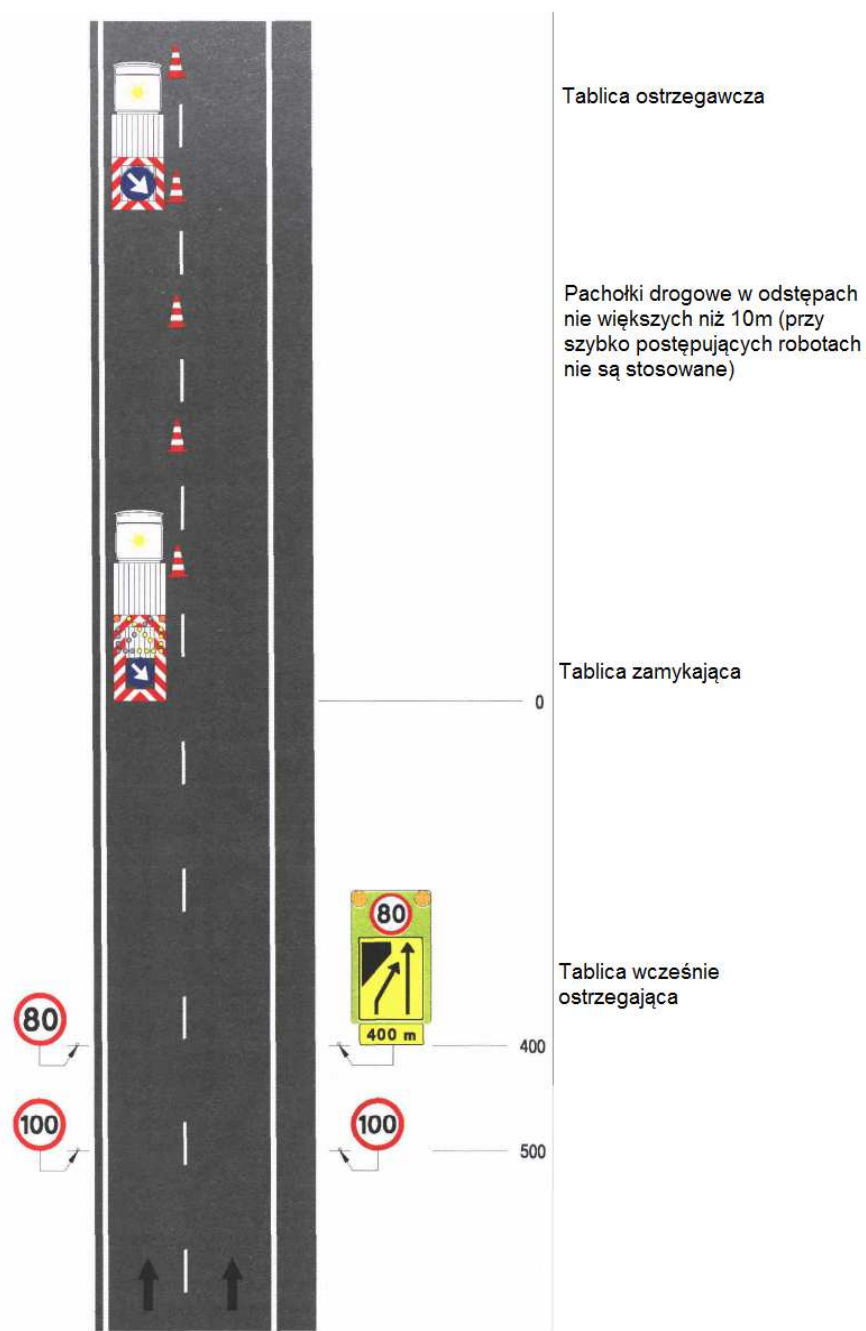 Tablica ostrzegawcza
Pachołki drogowe w odstępach
nie większych niż 10m (przy
szybko postępujących robotach
nie są stosowane)
Tablica zamykająca
0
80
Tablica wcześnie
ostrzegająca
80
400 m
400
100
100
500